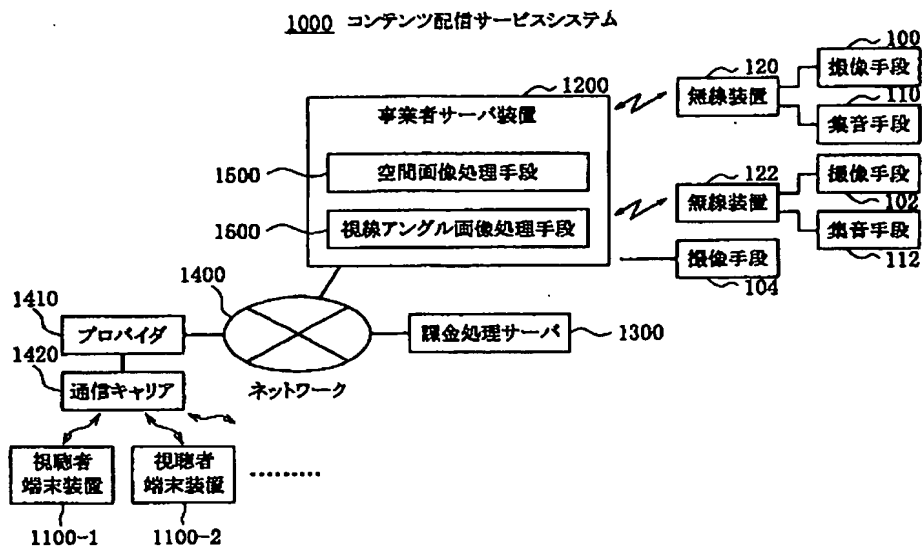 1000 コンテンツ配信サービスシステム
100
撮像手段
120
無線装置
110
集音手段
1200
事業者サーバ装置
1500
空間画像処理手段
1600
視線アングル画像処理手段
122
無線装置
撮像手段
102
集音手段
112
撮像手段
104
1400
ネットワーク
1410
プロバイダ
1420
通信キャリア
課金処理サーバ
1300
視聴者
端末装置
1100-1
視聴者
端末装置
1100-2
………